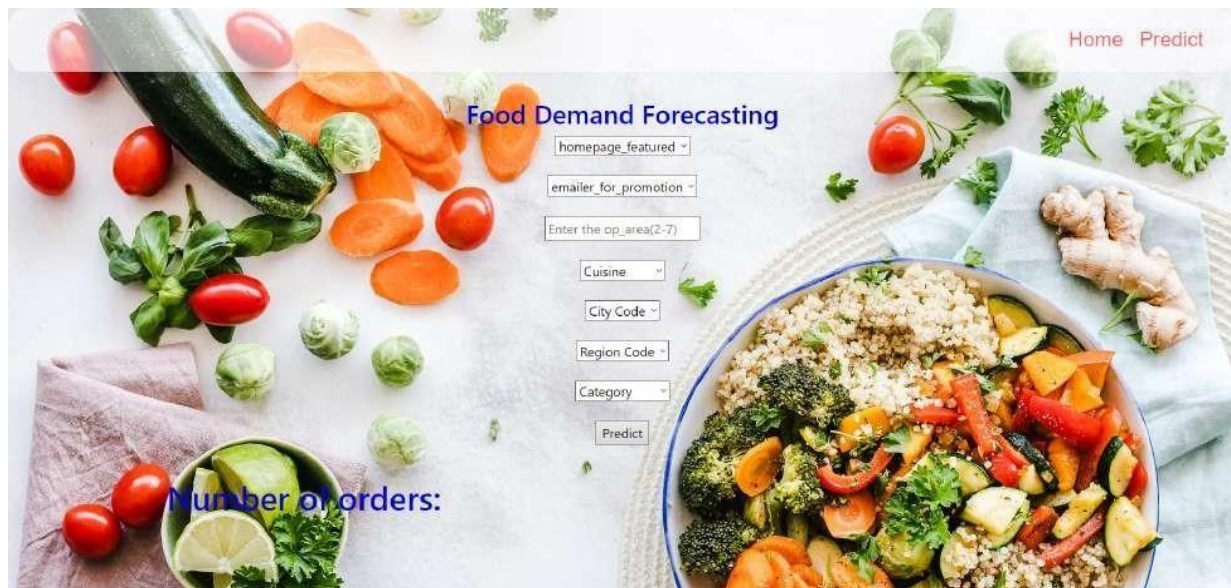 Home Predict
Food Demand Forecasting
homepage_featured
emailer_for_promotion
Enter the op_area(2-7)
Cuisine
City Code
Region Code
Category
Predict
Number of orders: